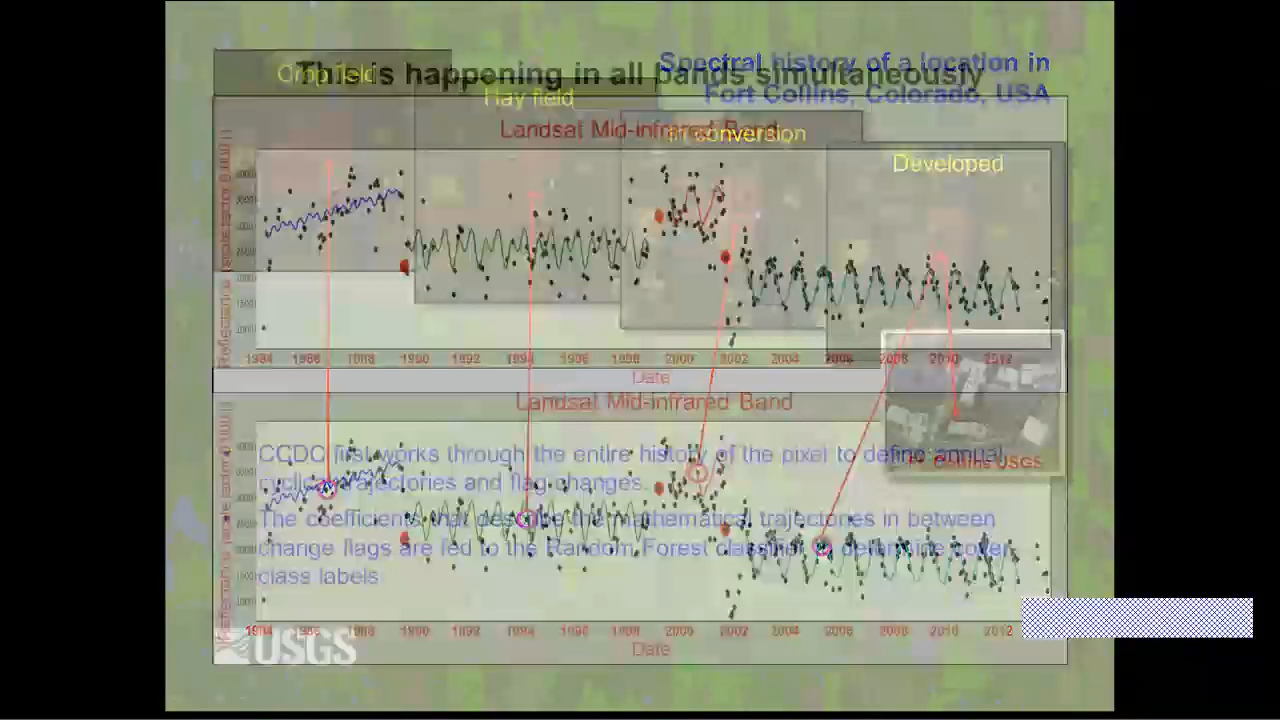 Spectral history of a location in
This is happening in all bands simultaneously
Crop field
Fort Collins, Colorado, USA
Hay field
Landsat Mid-infrared Band
In conversion
Developed
1984 1986 1988 1990 1992 1994 1996 1998 2000 2002 2004 2006 2008 2010 2012
Date
Landsat Mid-infrared Band
CCDC first works through the entire history of the pixel to define annual
cyclical trajectories and flag changes.
Collins USGS
The coefficients that describe the mathematical trajectories in between
change flags are fed to the Random Forest classifier to determine cover
class labels
1984 1986 1988 1990 1992 1994 1996 1998 2000 2002 2004 2006 2008 2010 2012
USGS
Date